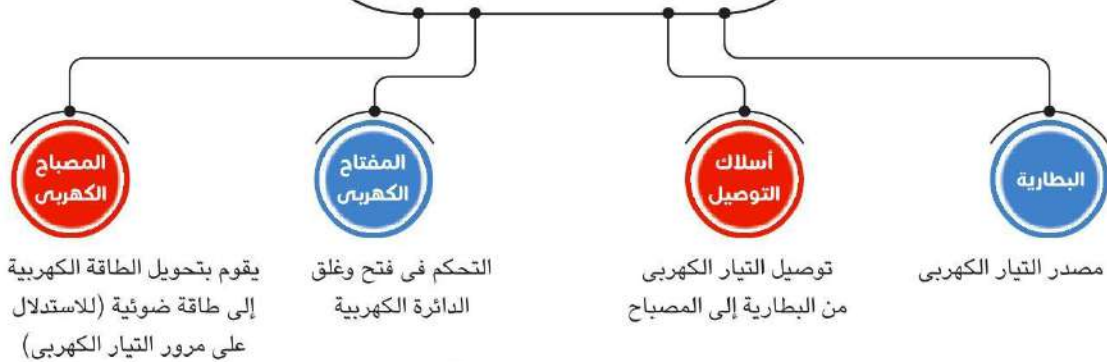 البطارية
مصدر التيار الكهربى
أسلاك
التوصيل
توصيل التيار الكهربى
من البطارية إلى المصباح
المفتاح
الكهربى
التحكم فى فتح وغلق
الدائرة الكهربية
المصباح
الكهربى
يقوم بتحويل الطاقة الكهربية
إلى طاقة ضوئية (للاستدلال
على مرور التيار الكهربى)